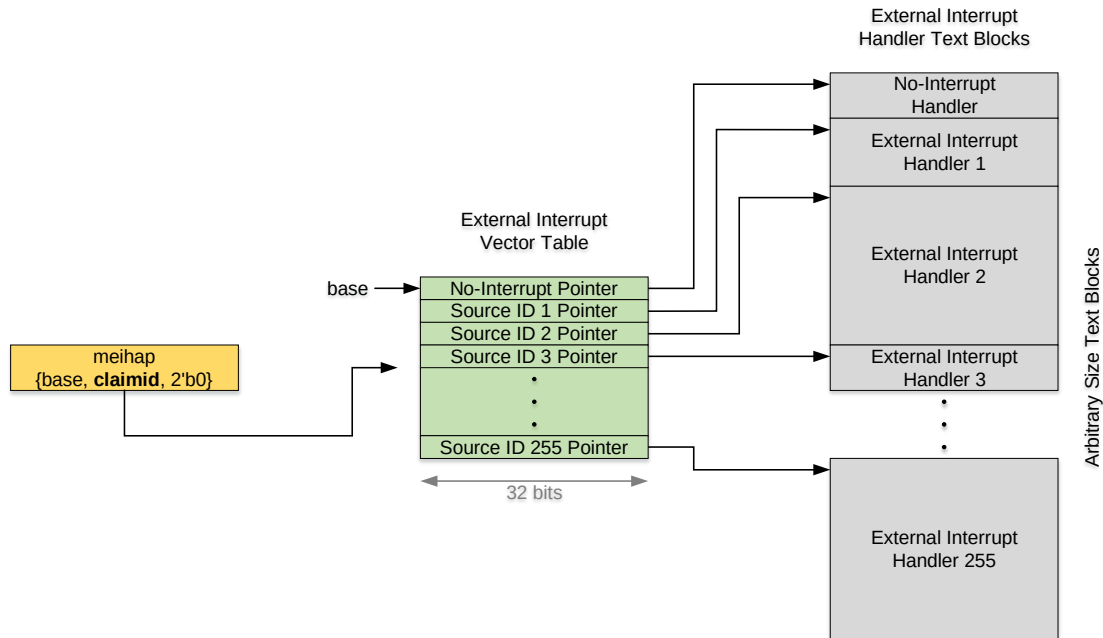 External Interrupt
Handler Text Blocks
No-Interrupt
Handler
External Interrupt
Handler 1
External Interrupt
Vector Table
External Interrupt
Handler 2
base
No-Interrupt Pointer
Source ID 1 Pointer
Source ID 2 Pointer
Source ID 3 Pointer
meihap
{base, claimid, 2'b0}
External Interrupt
Handler 3
Arbitrary Size Text Blocks
Source ID 255 Pointer
32 bits
External Interrupt
Handler 255